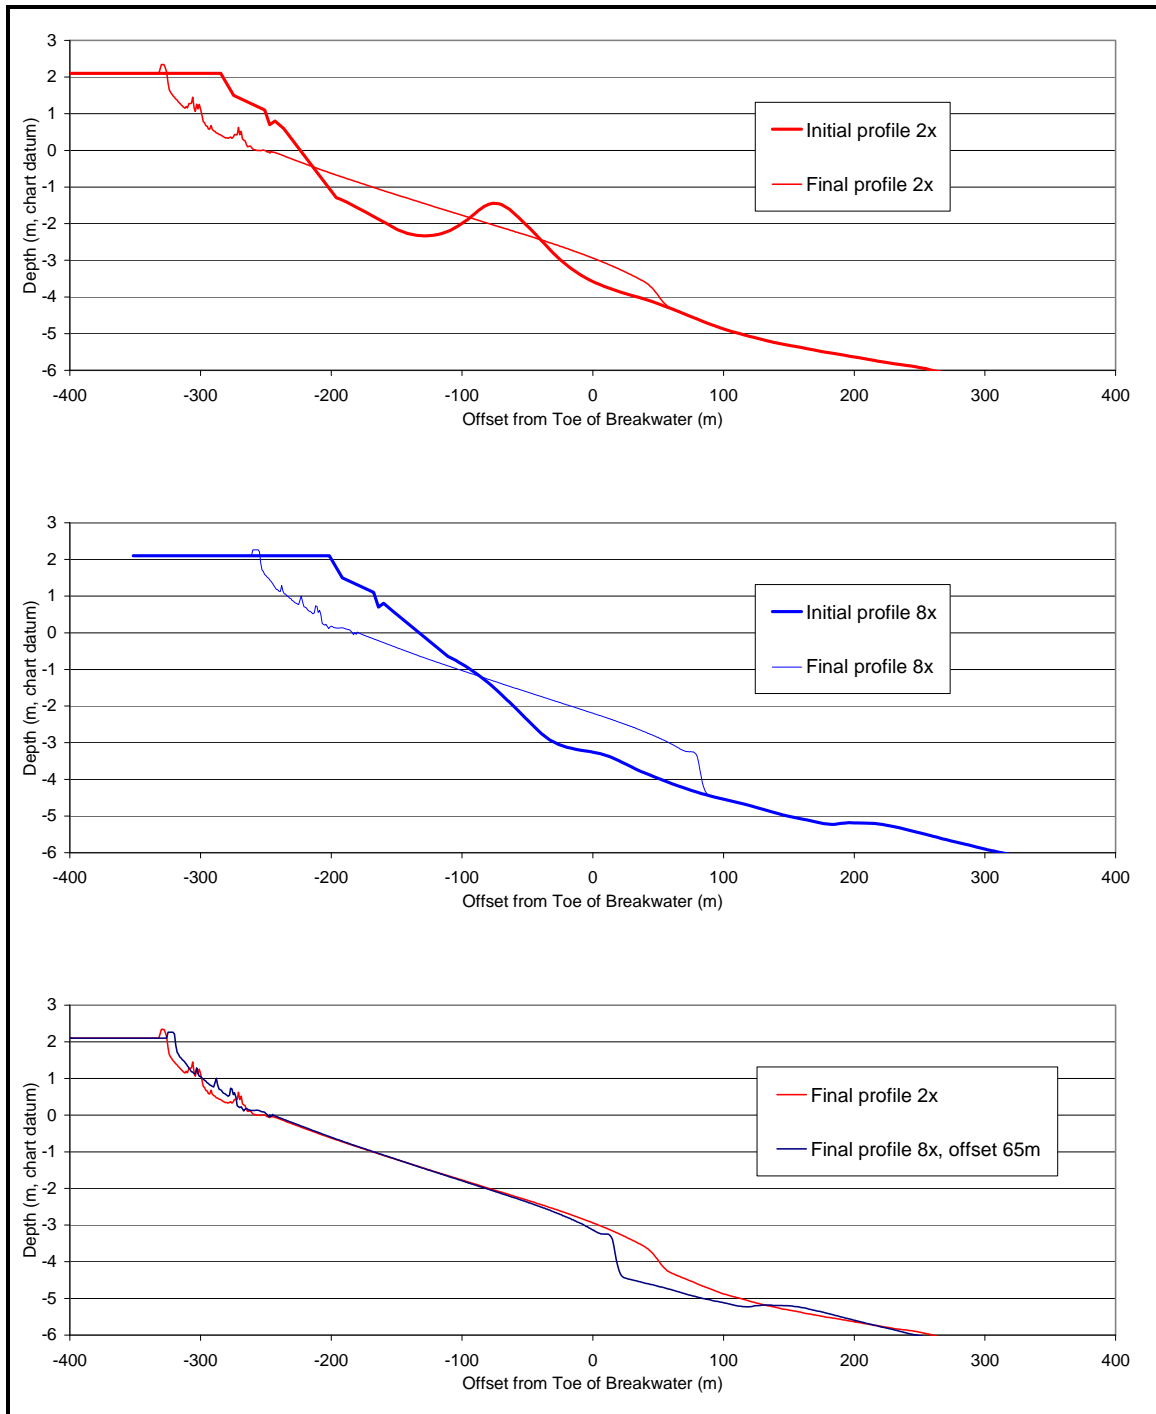 3
2
1
0
-1
-2
-3
-4
-5
-6
Depth (m, chart datum)
Initial profile 2x
Final profile 2x
-400 -300 -200 -100 0 100 200 300 400
Offset from Toe of Breakwater (m)
3
2
1
0
-1
-2
-3
-4
-5
-6
Depth (m, chart datum)
Initial profile 8x
Final profile 8x
-400 -300 -200 -100 0 100 200 300 400
Offset from Toe of Breakwater (m)
3
2
1
0
-1
-2
-3
-4
-5
-6
Depth (m, chart datum)
Final profile 2x
Final profile 8x, offset 65m
-400 -300 -200 -100 0 100 200 300 400
Offset from Toe of Breakwater (m)